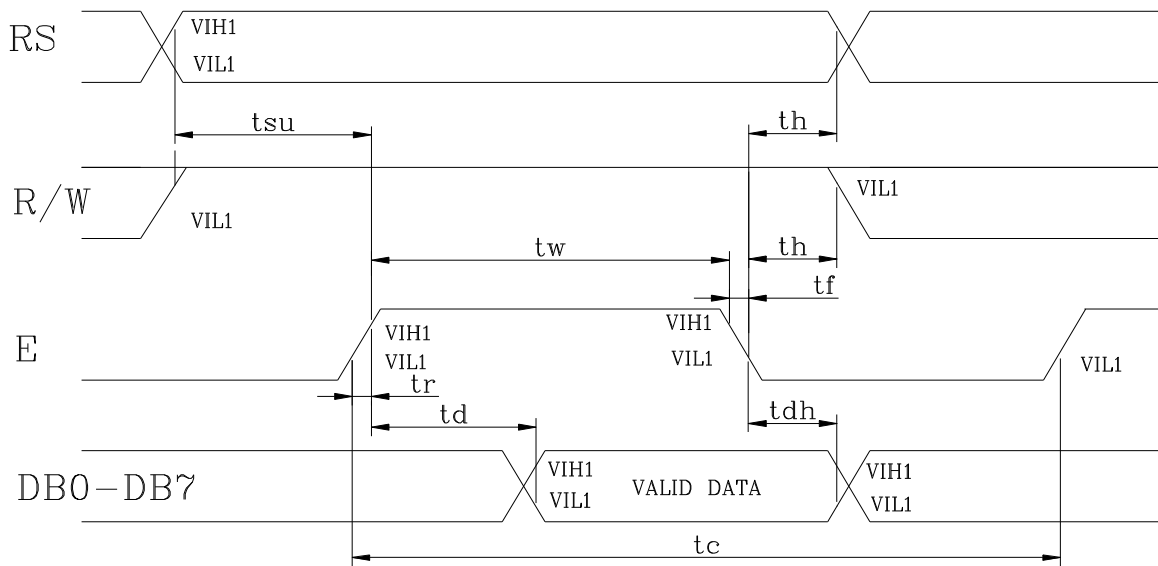 RS
VIH1
VIL1
tsu
th
R/W
VIL1
VIL1
tw
th
tf
E
VIH1
VIL1
VIH1
VIL1
VIL1
tr
td
tdh
DB0-DB7
VIH1
VIL1
VALID DATA
VIH1
VIL1
tc